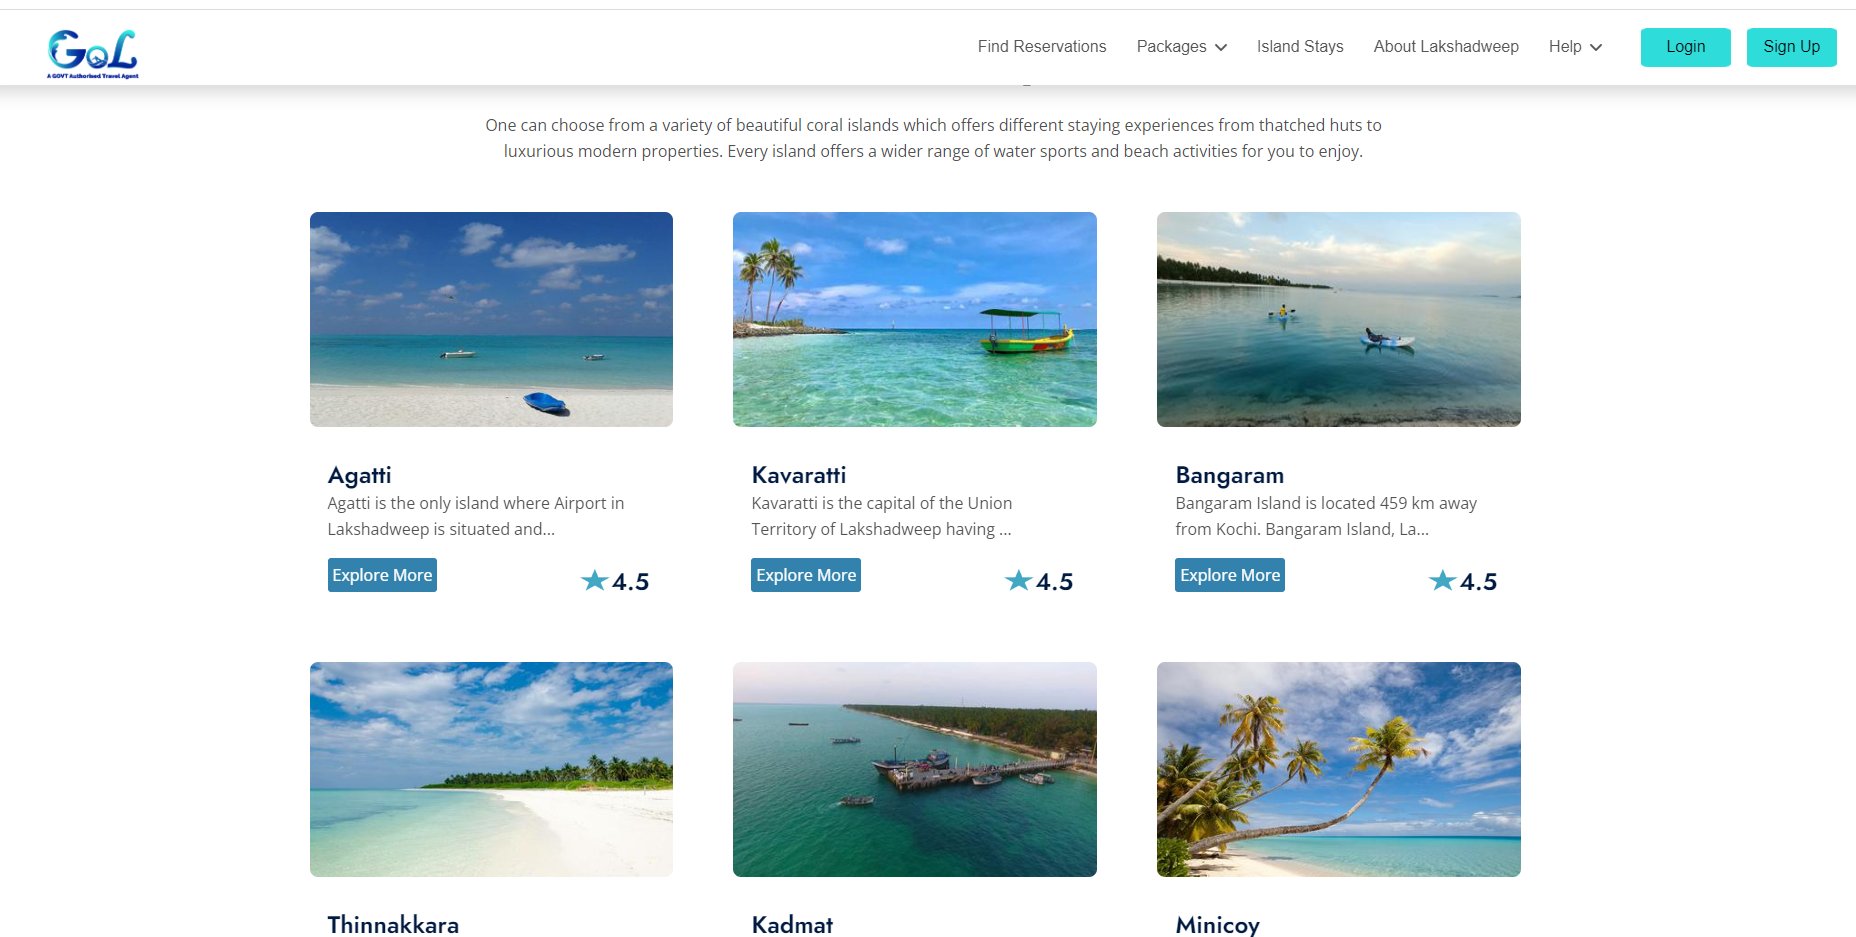 GoL
A GOVT Authorised Travel Agent
Find Reservations
Packages
Island Stays
About Lakshadweep
Help
Login
Sign Up
One can choose from a variety of beautiful coral islands which offers different staying experiences from thatched huts to
luxurious modern properties. Every island offers a wider range of water sports and beach activities for you to enjoy.
Agatti
Agatti is the only island where Airport in
Lakshadweep is situated and...
Explore More
4.5
Kavaratti
Kavaratti is the capital of the Union
Territory of Lakshadweep having ...
Explore More
4.5
Bangaram
Bangaram Island is located 459 km away
from Kochi. Bangaram Island, La...
Explore More
4.5
Thinnakkara
Kadmat
Minicoy